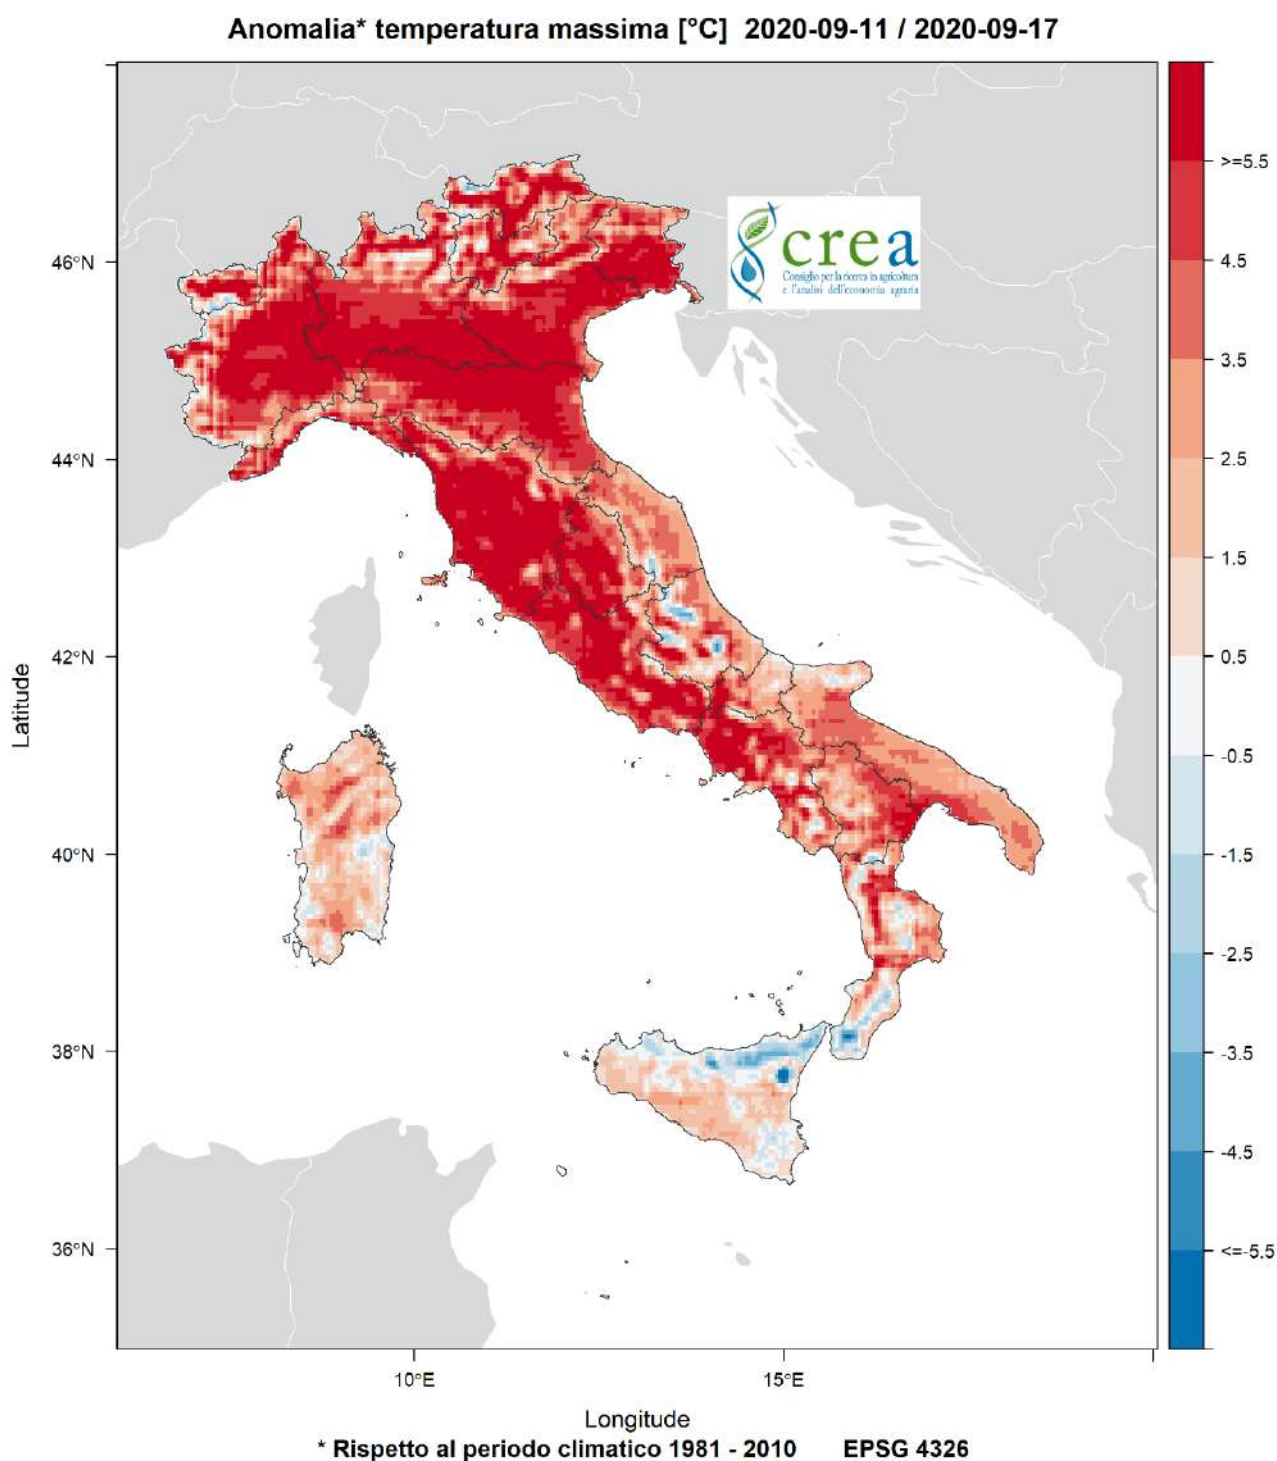 Anomalia* temperatura massima [°C] 2020-09-11 / 2020-09-17
crea
Consiglio per la ricerca in agricoltura
e l'analisi dell'economia agraria
>=5.5
4.5
3.5
2.5
1.5
0.5
-0.5
-1.5
-2.5
-3.5
-4.5
<=-5.5
46°N
44°N
42°N
40°N
38°N
36°N
Latitude
10°E
15°E
Longitude
* Rispetto al periodo climatico 1981 - 2010 EPSG 4326